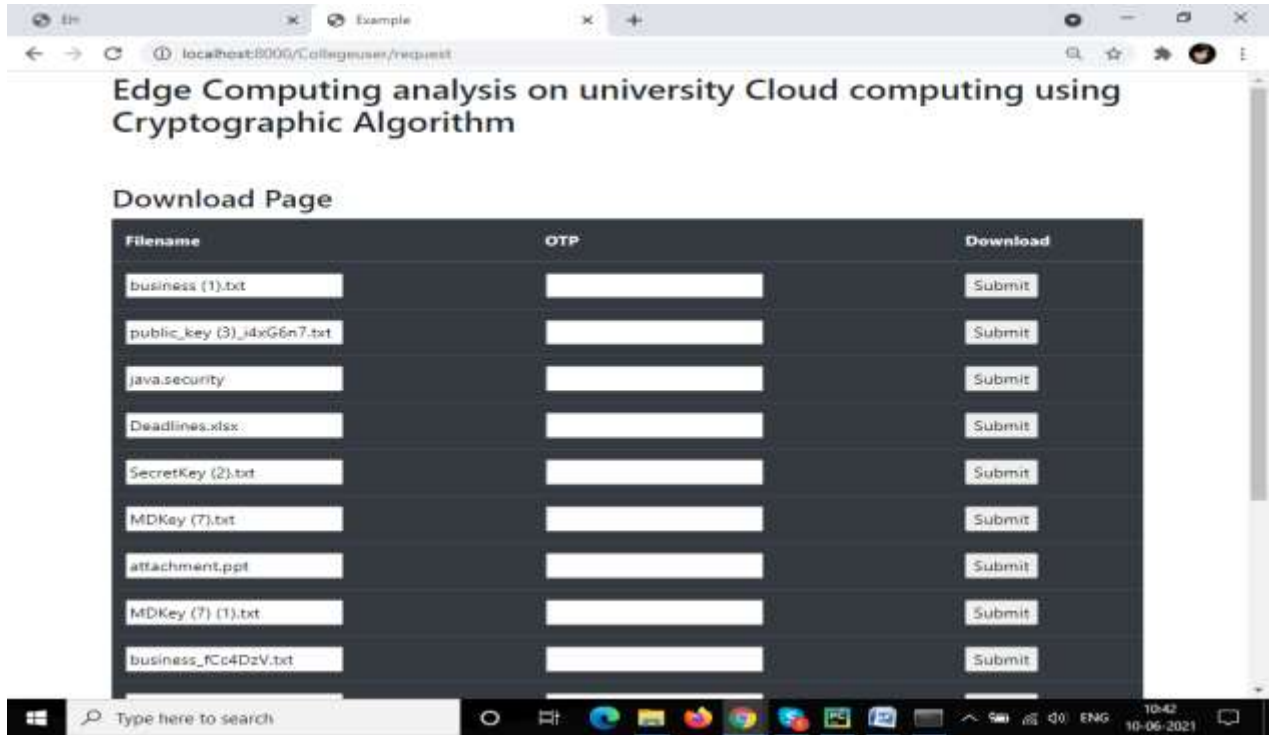 Example
localhost:8000/Collegeuser/request
Edge Computing analysis on university Cloud computing using
Cryptographic Algorithm
Download Page
Filename OTP Download
business (1).txt Submit
public_key (3)_i4xG6n7.txt Submit
java.security Submit
Deadlines.xlsx Submit
SecretKey (2).txt Submit
MDKey (7).txt Submit
attachment.ppt Submit
MDKey (7) (1).txt Submit
business_fCc4DzV.txt Submit
Type here to search
ENG
10:42
10-06-2021